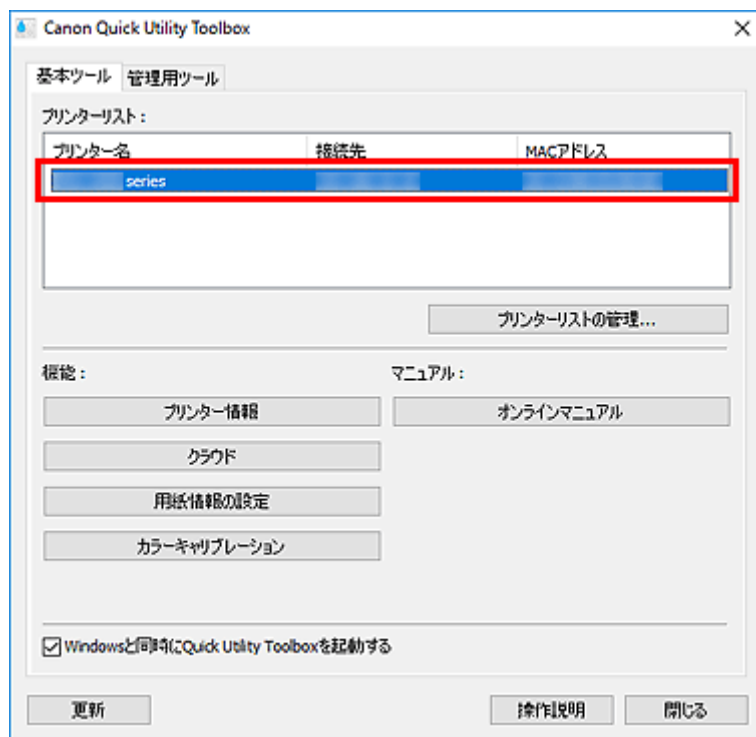 Canon Quick Utility Toolbox
基本ツール 管理用ツール
プリンターリスト：
プリンター名 接続先 MACアドレス
series
プリンターリストの管理...
機能： マニュアル：
プリンター情報 オンラインマニュアル
クラウド
用紙情報の設定
カラーキャリブレーション
Windowsと同時にQuick Utility Toolboxを起動する
更新 操作説明 閉じる